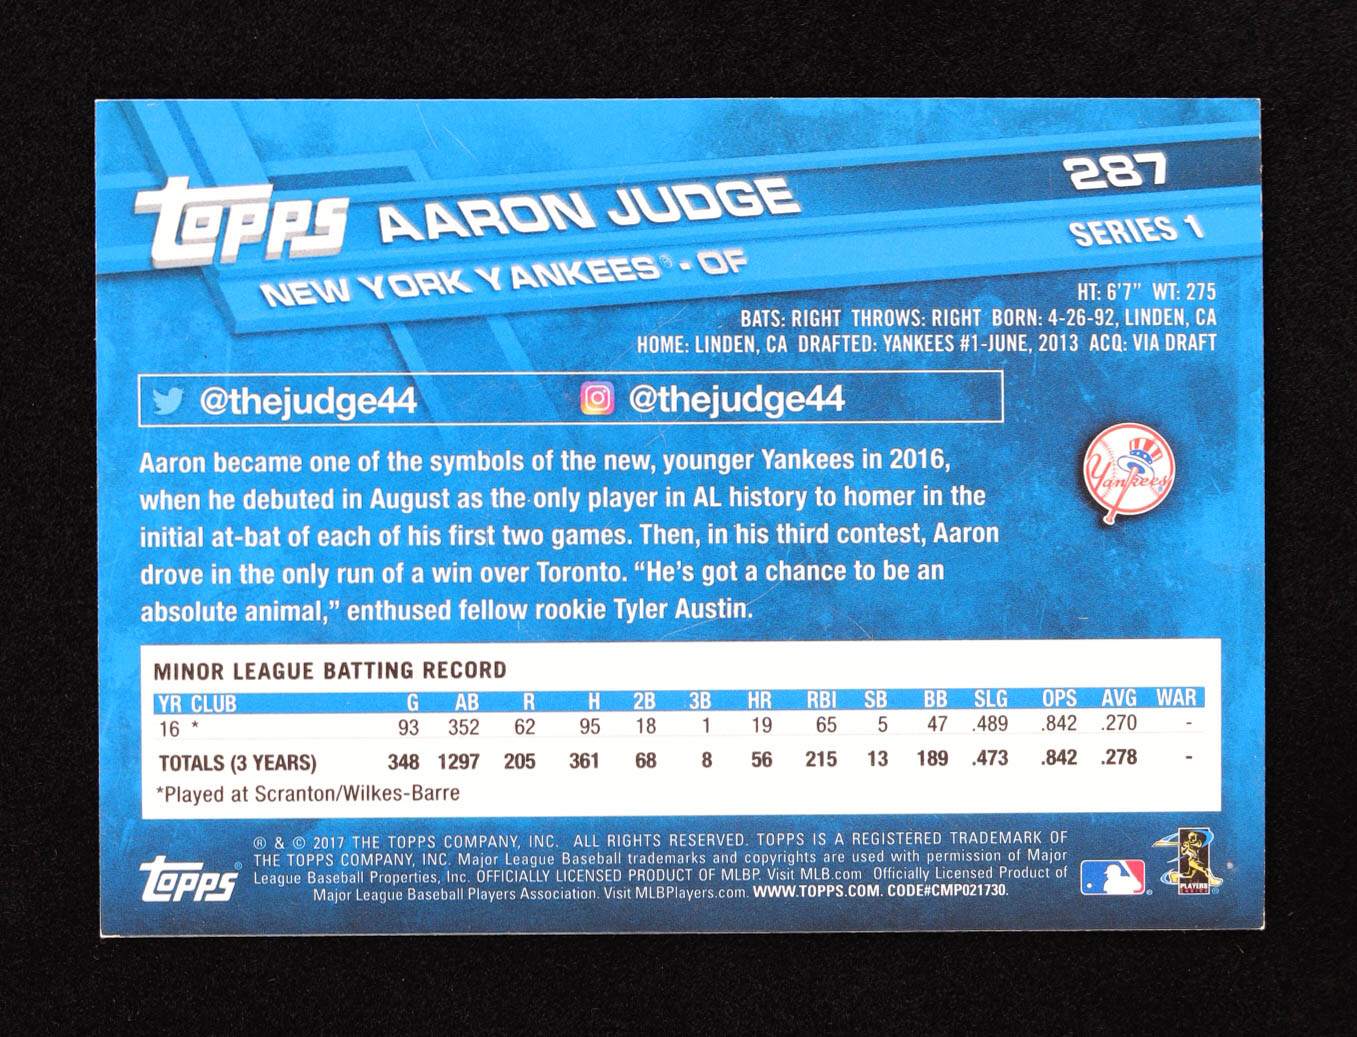 topps AARON JUDGE 287
NEW YORK YANKEES® - OF SERIES 1
HT: 6'7" WT: 275
BATS: RIGHT THROWS: RIGHT BORN: 4-26-92, LINDEN, CA
HOME: LINDEN, CA DRAFTED: YANKEES #1-JUNE, 2013 ACQ: VIA DRAFT
@thejudge44 @thejudge44
Aaron became one of the symbols of the new, younger Yankees in 2016,
when he debuted in August as the only player in AL history to homer in the
initial at-bat of each of his first two games. Then, in his third contest, Aaron
drove in the only run of a win over Toronto. “He’s got a chance to be an
absolute animal,” enthused fellow rookie Tyler Austin.
Yankees
MINOR LEAGUE BATTING RECORD
YR CLUB G AB R H 2B 3B HR RBI SB BB SLG OPS AVG WAR
16 * 93 352 62 95 18 1 19 65 5 47 .489 .842 .270 -
TOTALS (3 YEARS) 348 1297 205 361 68 8 56 215 13 189 .473 .842 .278 -
*Played at Scranton/Wilkes-Barre
® & © 2017 THE TOPPS COMPANY, INC. ALL RIGHTS RESERVED. TOPPS IS A REGISTERED TRADEMARK OF
THE TOPPS COMPANY, INC. Major League Baseball trademarks and copyrights are used with permission of Major
League Baseball Properties, Inc. OFFICIALLY LICENSED PRODUCT OF MLBP. Visit MLB.com Officially Licensed Product of
Major League Baseball Players Association. Visit MLBPlayers.com. WWW.TOPPS.COM. CODE#CMP021730.
topps®
PLAYERS